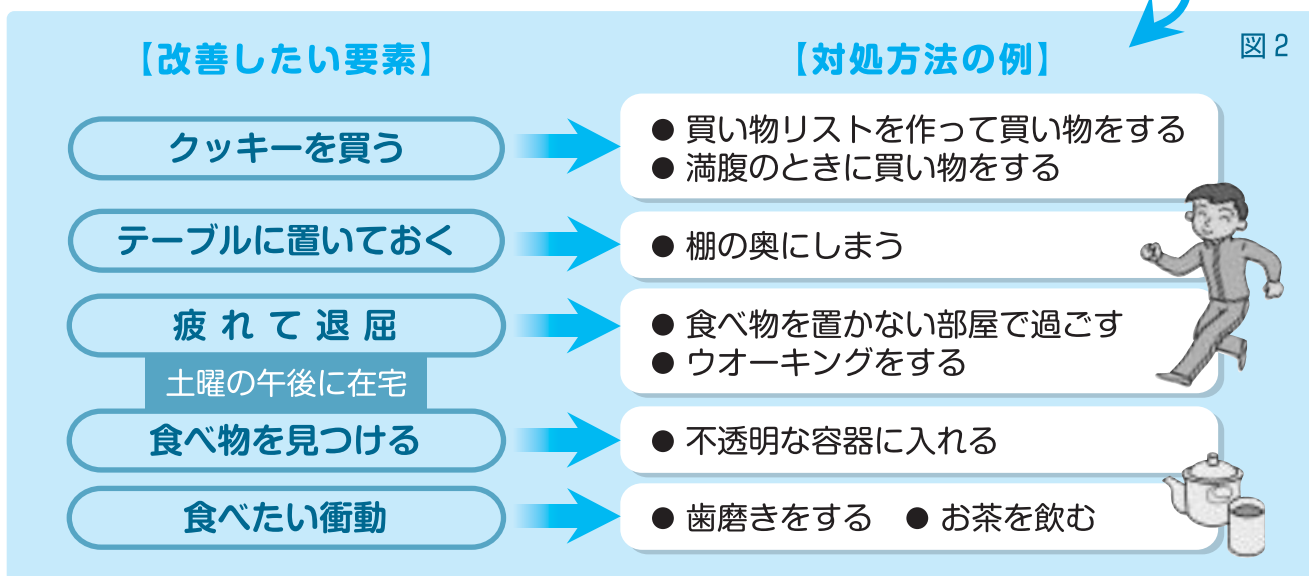 図2
【改善したい要素】
【対処方法の例】
クッキーを買う
● 買い物リストを作って買い物をする
● 満腹のときに買い物をする
テーブルに置いておく
● 棚の奥にしまう
疲れて退屈
● 食べ物を置かない部屋で過ごす
● ウオーキングをする
土曜の午後に在宅
食べ物を見つける
● 不透明な容器に入れる
食べたい衝動
● 歯磨きをする ● お茶を飲む